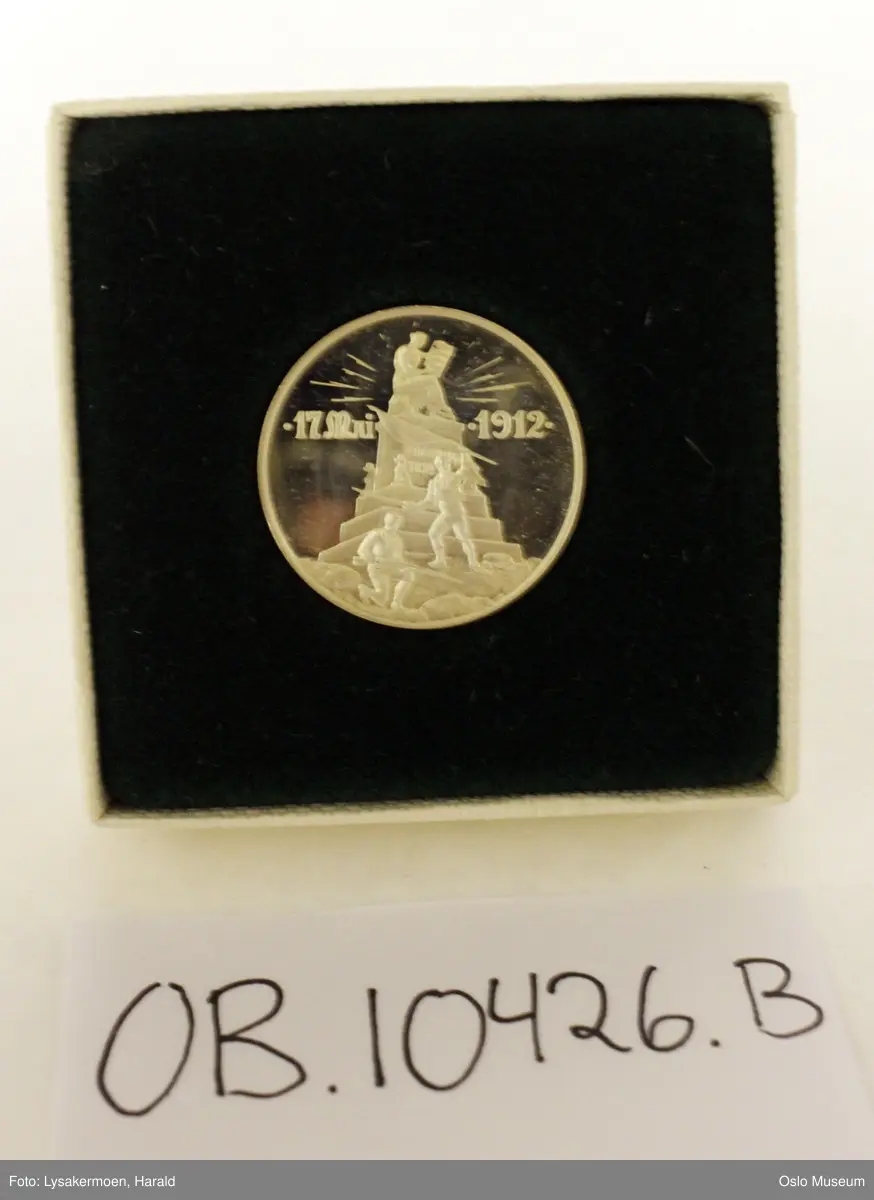 ·17 Mai· ·1912·
OB.10426.B
Foto: Lysakermoen, Harald
Oslo Museum